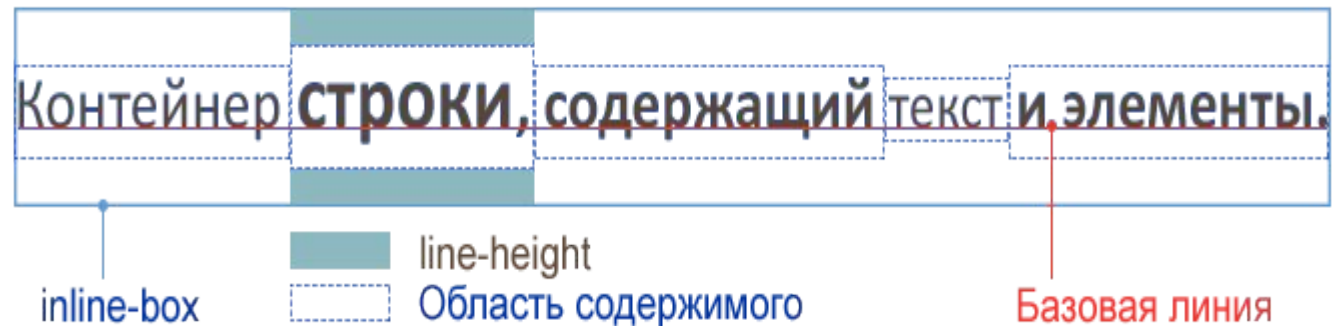 Контейнер строки, содержащий текст и элементы.
line-height
inline-box Область содержимого Базовая линия